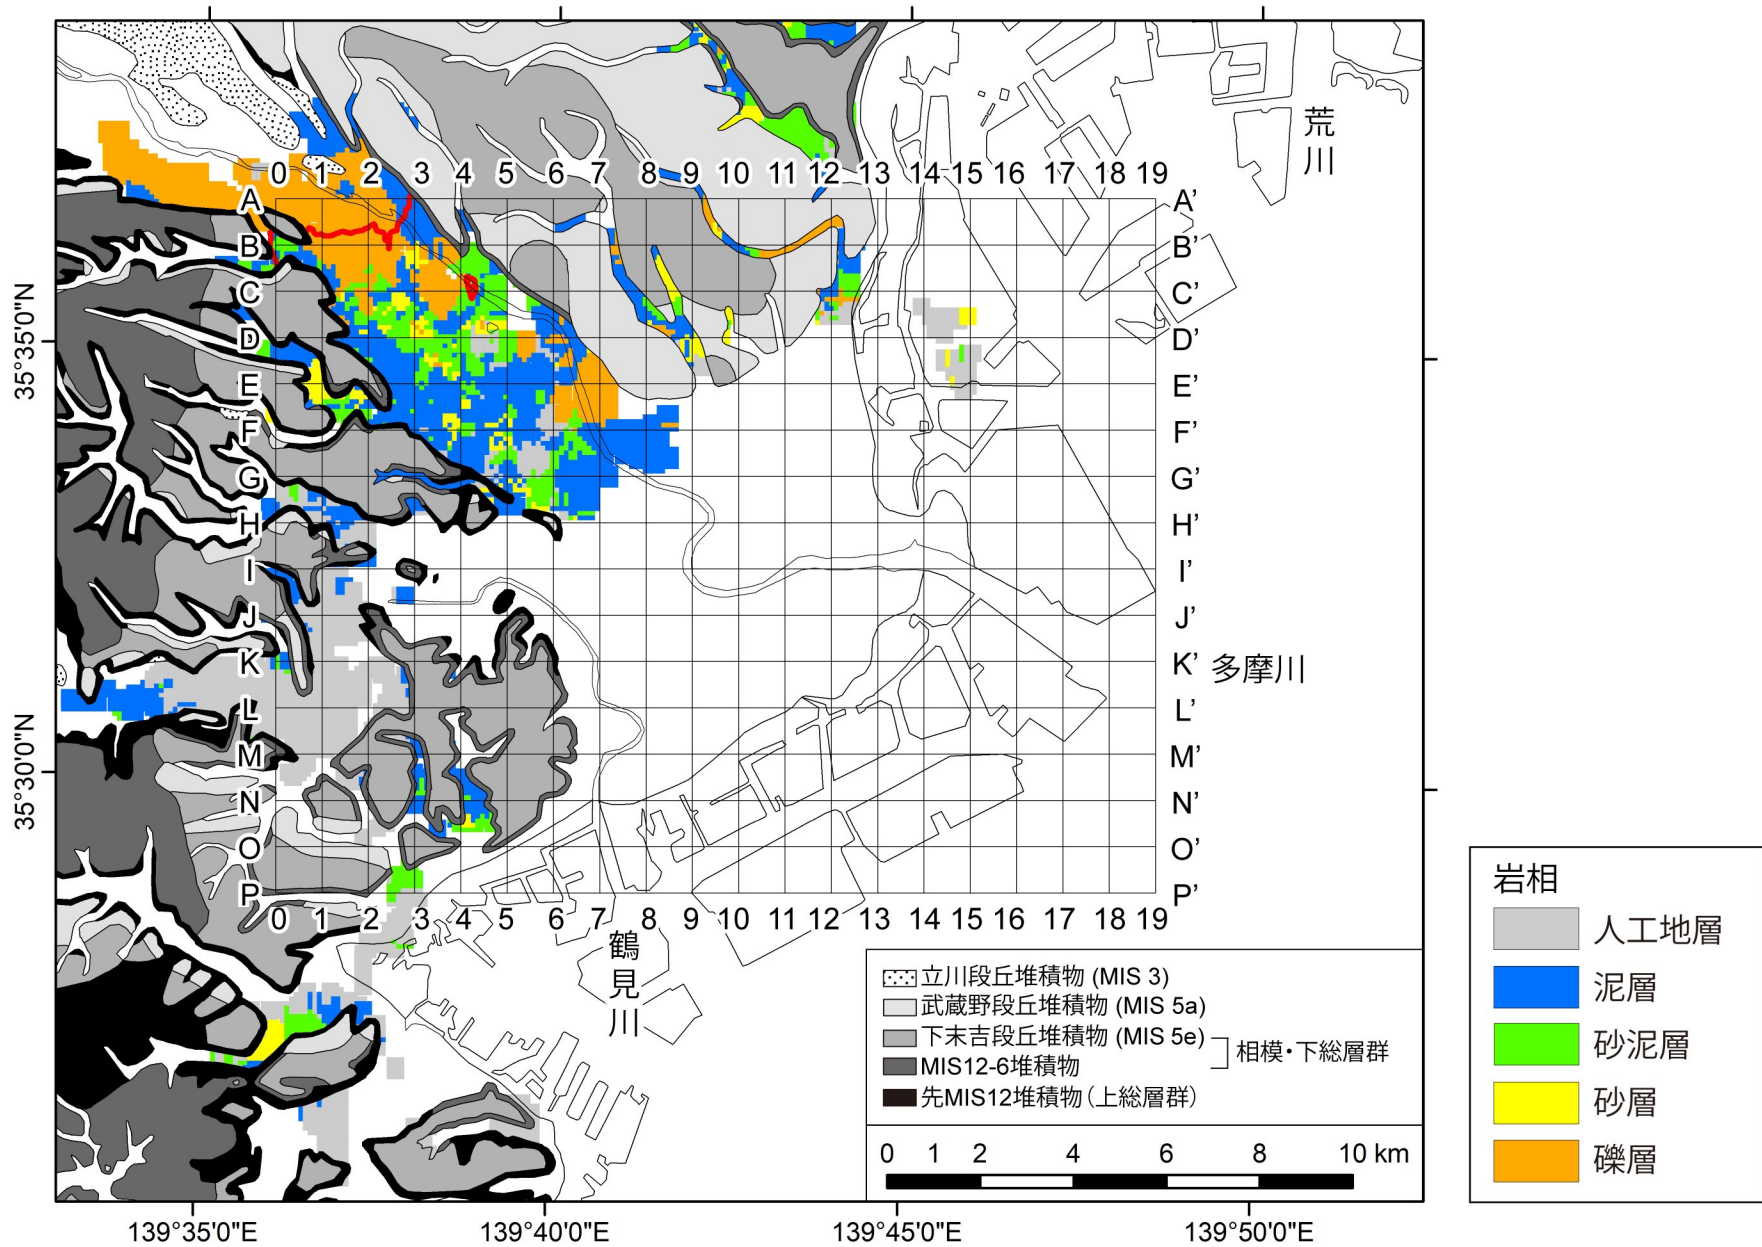 荒川
0 1 2 3 4 5 6 7 8 9 10 11 12 13 14 15 16 17 18 19
A A’
B B’
C C’
D D’
E E’
F F’
G G’
H H’
I I’
J J’
K K’ 多摩川
L L’
M M’
N N’
O O’
P P’
0 1 2 3 4 5 6 7 8 9 10 11 12 13 14 15 16 17 18 19
鶴見川
35°35'0"N
35°30'0"N
立川段丘堆積物 (MIS 3)
武蔵野段丘堆積物 (MIS 5a)
下末吉段丘堆積物 (MIS 5e)
MIS12-6堆積物
相模・下総層群
先MIS12堆積物（上総層群）
0 1 2 4 6 8 10 km
139°35'0"E 139°40'0"E 139°45'0"E 139°50'0"E
岩相
人工地層
泥層
砂泥層
砂層
礫層